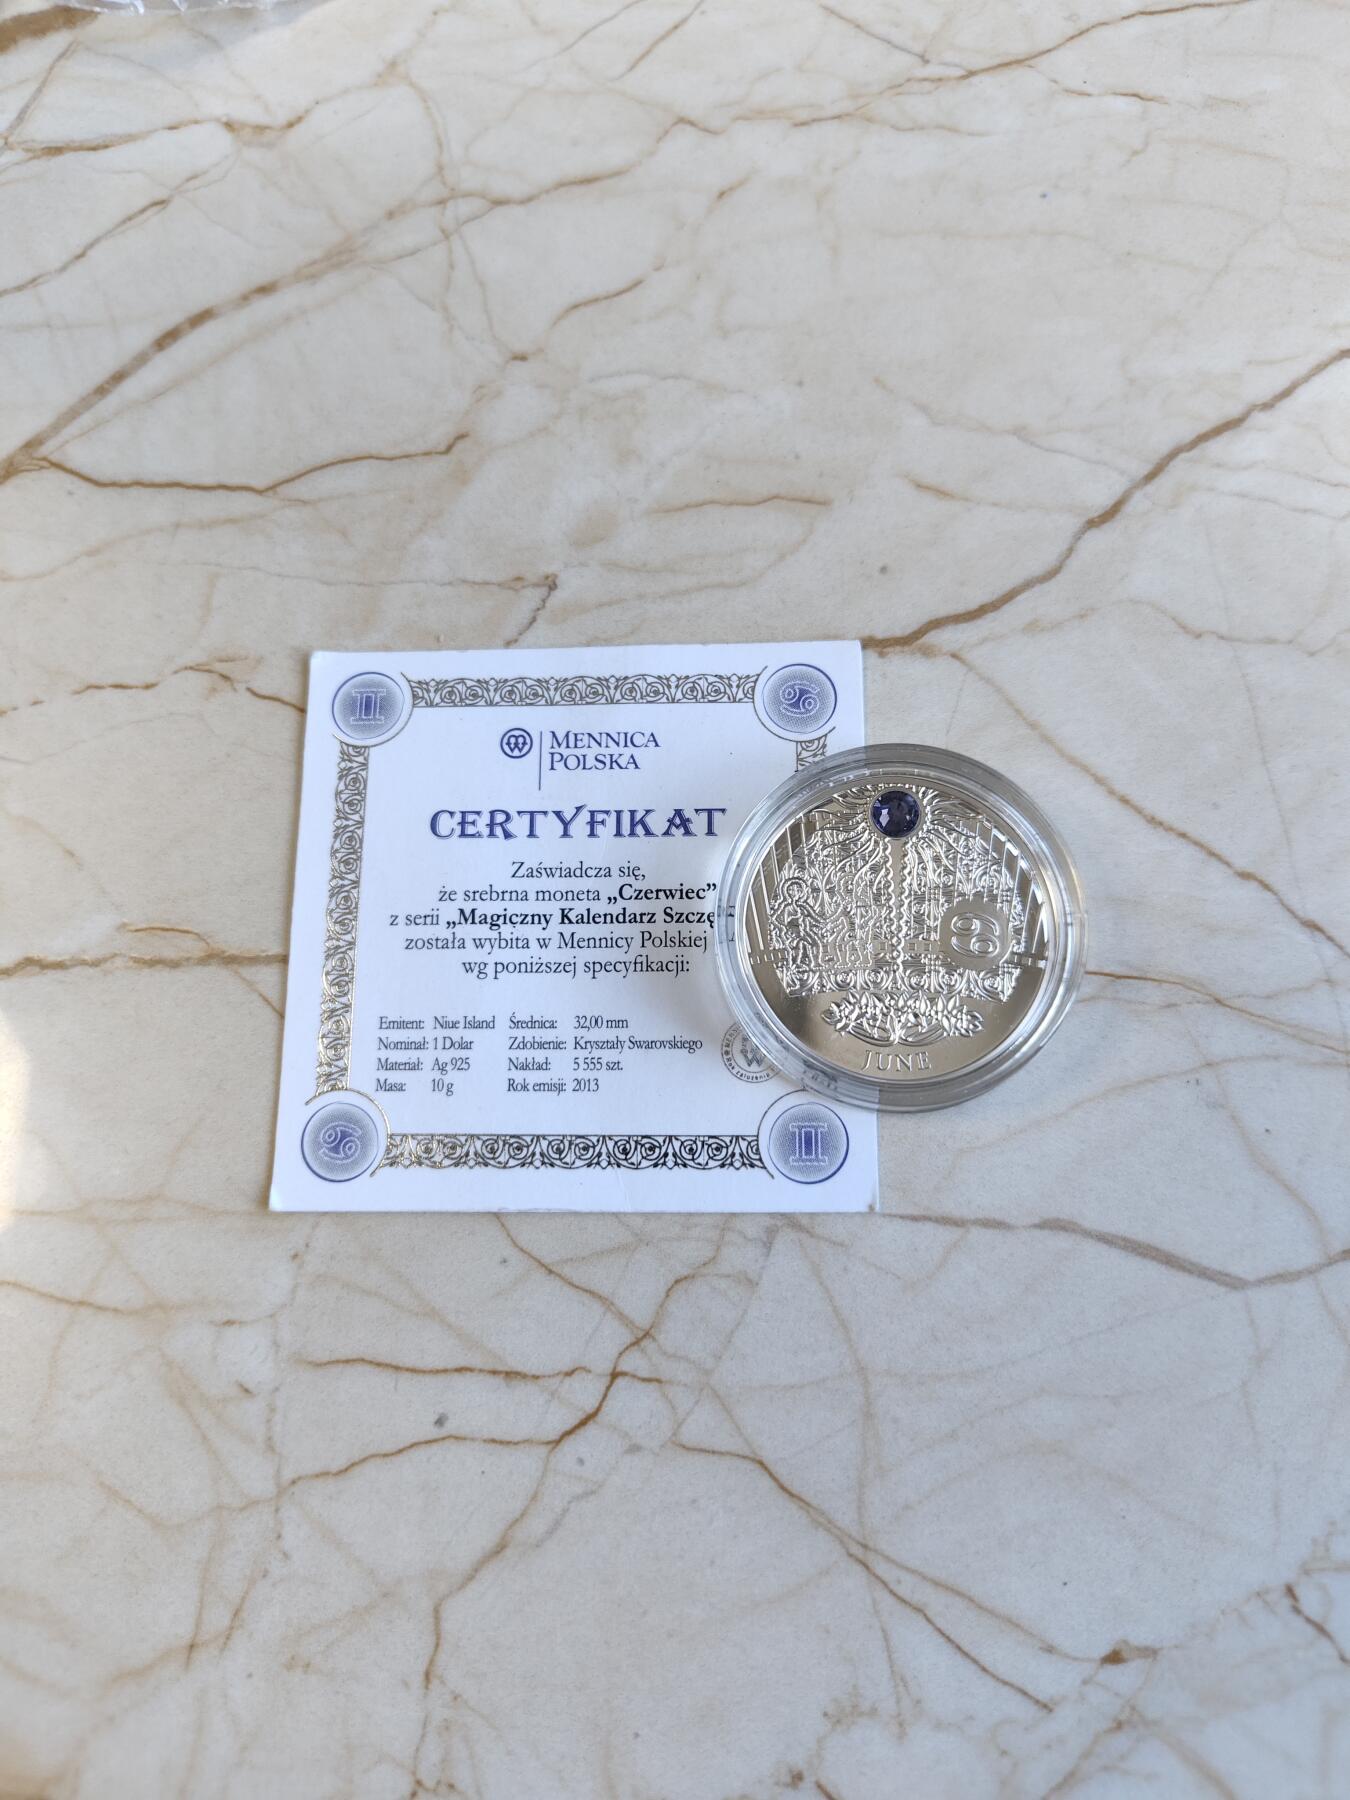 MENNICA
POLSKA
CERTYFIKAT
Zaświadcza się,
że srebrna moneta „Czerwiec”
z serii „Magiczny Kalendarz
została wybita w Mennicy Polskiej
wg poniższej specyfikacji:
Emitent: Niue Island Średnica: 32,00 mm
Nominał: 1 Dolar Zdobienie: Kryształy Swarovskiego
Materiał: Ag 925 Nakład: 5 555 szt.
Masa: 10 g Rok emisji: 2013
JUNE